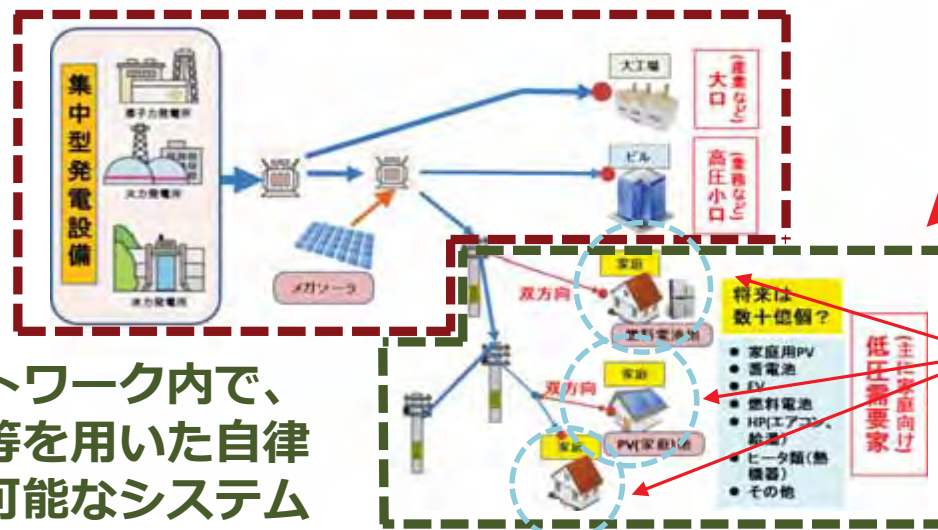 集中型発電設備
原子力発電所
火力発電所
水力発電所
メガソーラ
大工場
大口
(産業など)
ビル
高圧小口
(業務など)
家庭
双方向
家庭
双方向
PV(家庭用)
家庭
将来は
数十億個？
● 家庭用PV
● 蓄電池
● EV
● 燃料電池
● HP(エアコン、
給湯)
● ヒータ類(熱
機器)
● その他
低圧需要家
(主に家庭向け)
トワーク内で、
等を用いた自律
可能なシステム